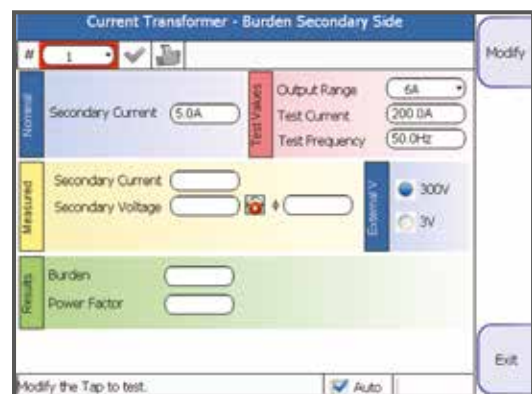 Current Transformer - Burden Secondary Side
# 1
Modify
Nominal
Secondary Current 5.0A
Test Values
Output Range 6A
Test Current 200.0A
Test Frequency 50.0Hz
Measured
Secondary Current
Secondary Voltage ϕ
External V
300V
3V
Results
Burden
Power Factor
Exit
Modify the Tap to test.
Auto